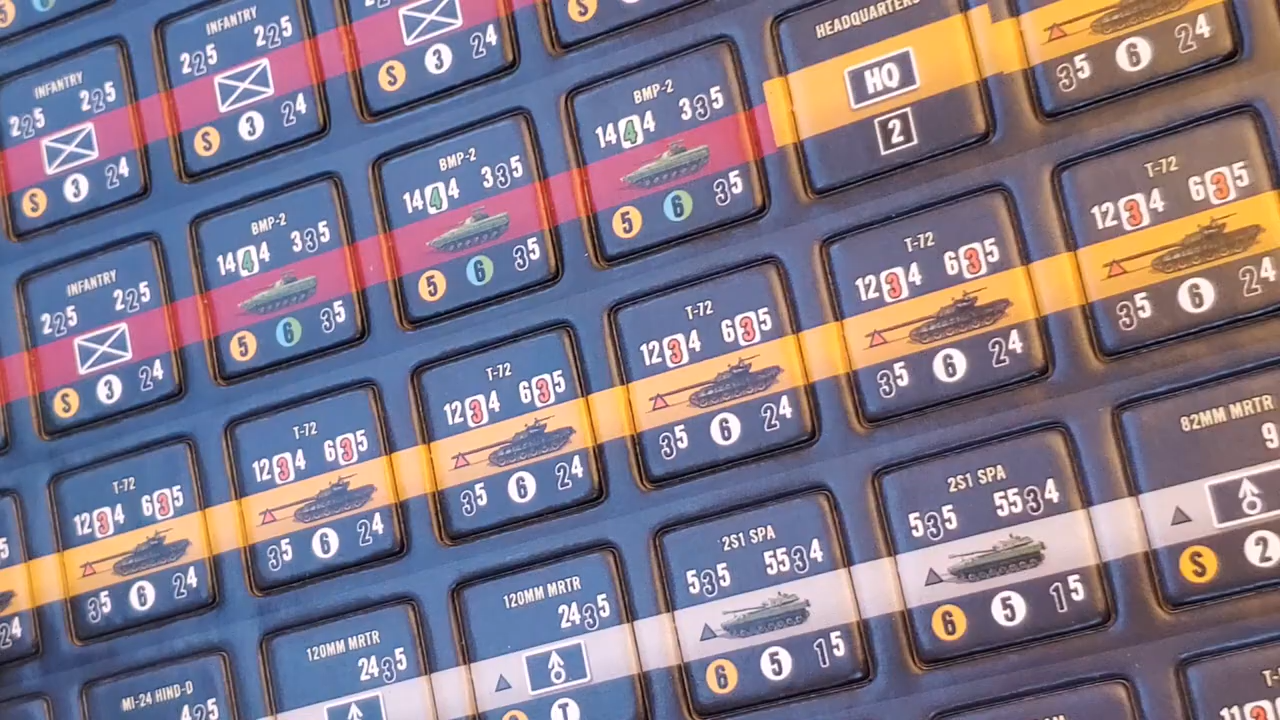 INFANTRY
225 225
S 3 24
INFANTRY
225 225
S 3 24
S 3 24
HEADQUARTERS
HQ
2
35 6 24
INFANTRY
225 225
S 3 24
BMP-2
1444 335
5 6 35
BMP-2
1444 335
5 6 35
BMP-2
1444 335
5 6 35
T-72
1234 635
35 6 24
T-72
1234 635
35 6 24
T-72
1234 635
35 6 24
T-72
1234 635
35 6 24
T-72
1234 635
35 6 24
T-72
1234 635
35 6 24
MI-24 HIND-D
425
120MM MRTR
2435
120MM MRTR
2435
T
2S1 SPA
535 5534
6 5 15
2S1 SPA
535 5534
6 5 15
82MM MRTR
9
S 2